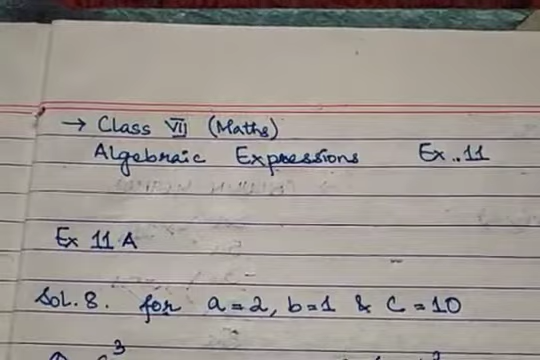 → Class VII (Maths)
Algebraic Expressions Ex..11
Ex 11 A
Sol. 8. for a=2, b=1 & C=10